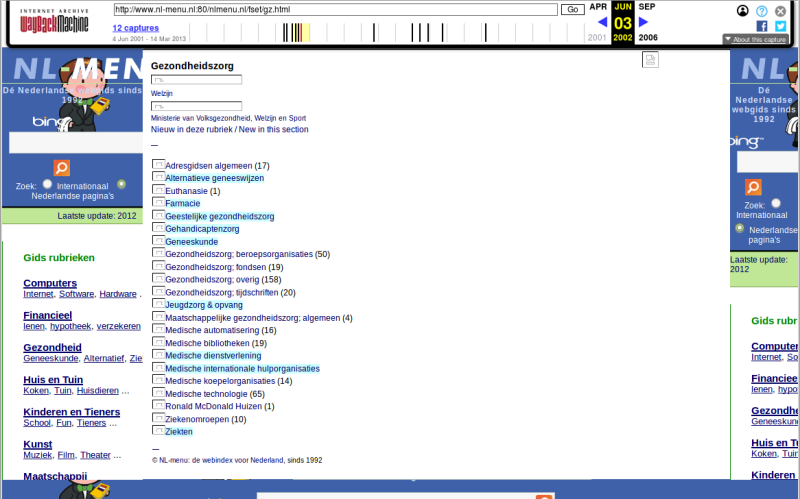 INTERNET ARCHIVE
WayBackMachine
http://www.nl-menu.nl:80/nlmenu.nl/fset/gz.html
Go
12 captures
4 Jun 2001 - 14 Mar 2013
APR JUN SEP
03
2001 2002 2006
About this capture
NL MENU
Dé Nederlandse webgids sinds
1992
bing
Zoek: Internationaal
Nederlandse pagina's
Laatste update: 2012
Gids rubrieken
Computers
Internet, Software, Hardware
Financieel
lenen, hypotheek, verzekeren
Gezondheid
Geneeskunde, Alternatief, Zie
Huis en Tuin
Koken, Tuin, Huisdieren ...
Kinderen en Tieners
School, Fun, Tieners ...
Kunst
Muziek, Film, Theater ...
Maatschappij
Gezondheidszorg
Welzijn
Ministerie van Volksgezondheid, Welzijn en Sport
Nieuw in deze rubriek / New in this section
Adresgidsen algemeen (17)
Alternatieve geneeswijzen
Euthanasie (1)
Farmacie
Geestelijke gezondheidszorg
Gehandicaptenzorg
Geneeskunde
Gezondheidszorg; beroepsorganisaties (50)
Gezondheidszorg; fondsen (19)
Gezondheidszorg; overig (158)
Gezondheidszorg; tijdschriften (20)
Jeugdzorg & opvang
Maatschappelijke gezondheidszorg; algemeen (4)
Medische automatisering (16)
Medische bibliotheken (19)
Medische dienstverlening
Medische internationale hulporganisaties
Medische koepelorganisaties (14)
Medische technologie (65)
Ronald McDonald Huizen (1)
Ziekenomroepen (10)
Ziekten
© NL-menu: de webindex voor Nederland, sinds 1992
NL
Dé
Nederlandse
webgids sinds
1992
bing
Zoek:
Internationaal
Nederlandse
pagina's
Laatste update:
2012
Gids rubr
Computer
Internet, So
Financiee
lenen, hypo
Gezondhe
Geneeskun
Huis en T
Koken, Tuin
Kinderen